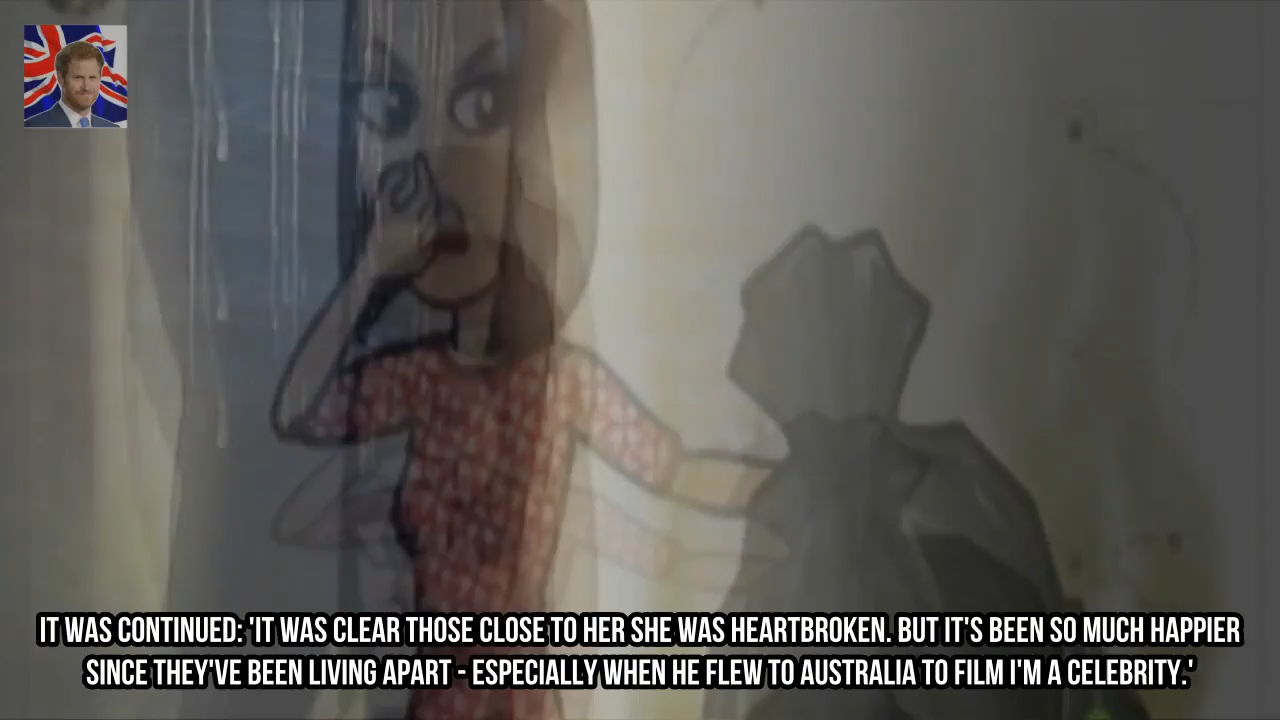 IT WAS CONTINUED: 'IT WAS CLEAR THOSE CLOSE TO HER SHE WAS HEARTBROKEN. BUT IT'S BEEN SO MUCH HAPPIER
SINCE THEY'VE BEEN LIVING APART - ESPECIALLY WHEN HE FLEW TO AUSTRALIA TO FILM I'M A CELEBRITY.'